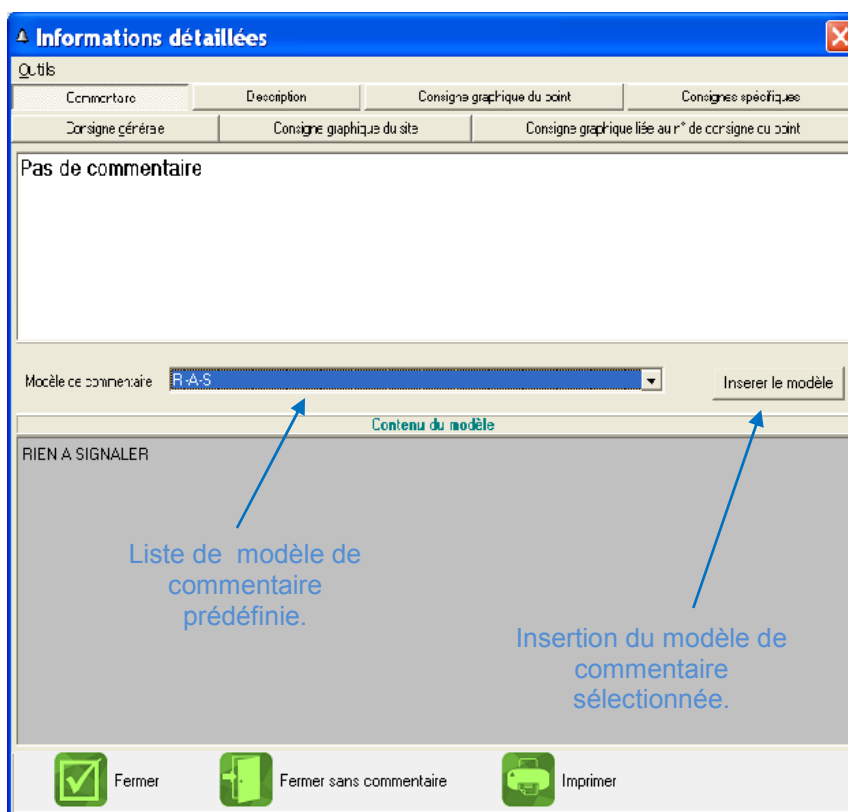 Informations détaillées
Outils
Commentaire Description Consigne graphique du point Consignes spécifiques
Consigne générale Consigne graphique du site Consigne graphique liée au n° de consigne du point
Pas de commentaire
Modèle de commentaire R-A-S Inserer le modèle
Contenu du modèle
RIEN A SIGNALER
Liste de modèle de
commentaire
prédéfinie.
Insertion du modèle de
commentaire
sélectionnée.
Fermer Fermer sans commentaire Imprimer